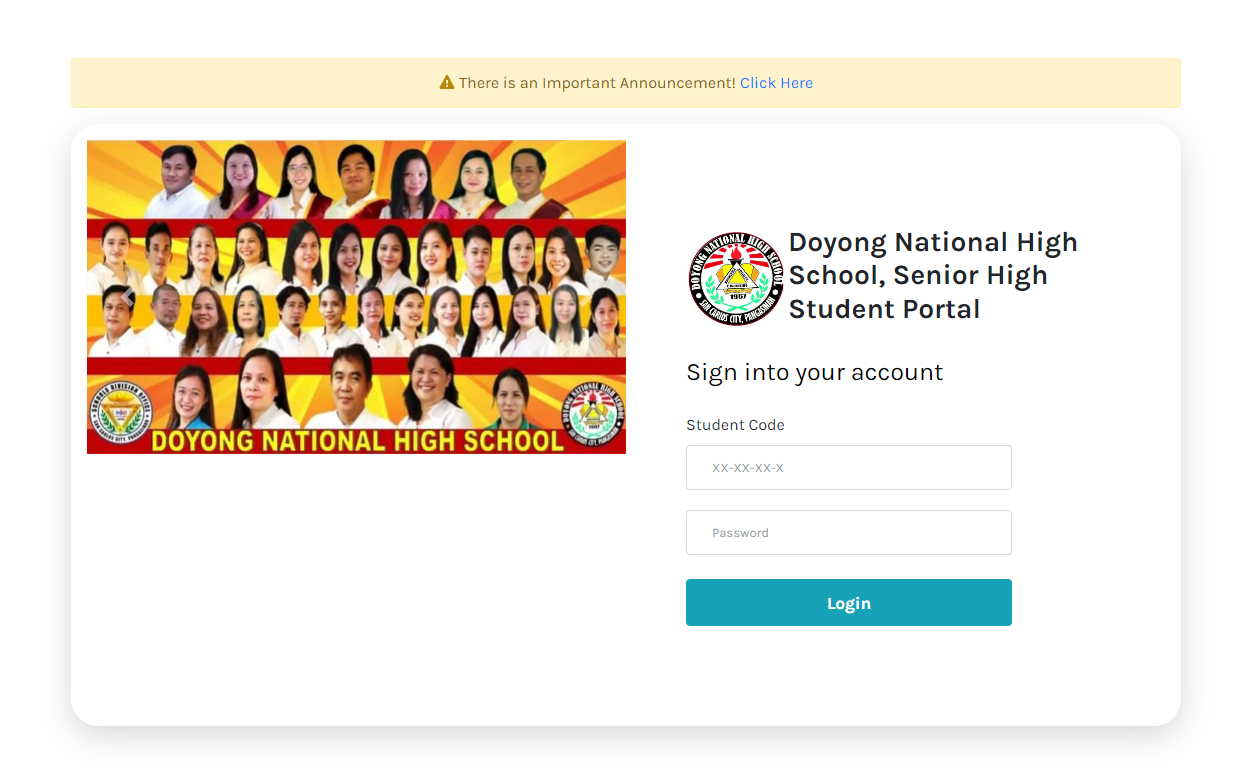 There is an Important Announcement! Click Here
DOYONG NATIONAL HIGH SCHOOL
DOYONG NATIONAL HIGH SCHOOL
1967
SAN CARLOS CITY, PANGASINAN
Doyong National High
School, Senior High
Student Portal
Sign into your account
Student Code
XX-XX-XX-X
Password
Login